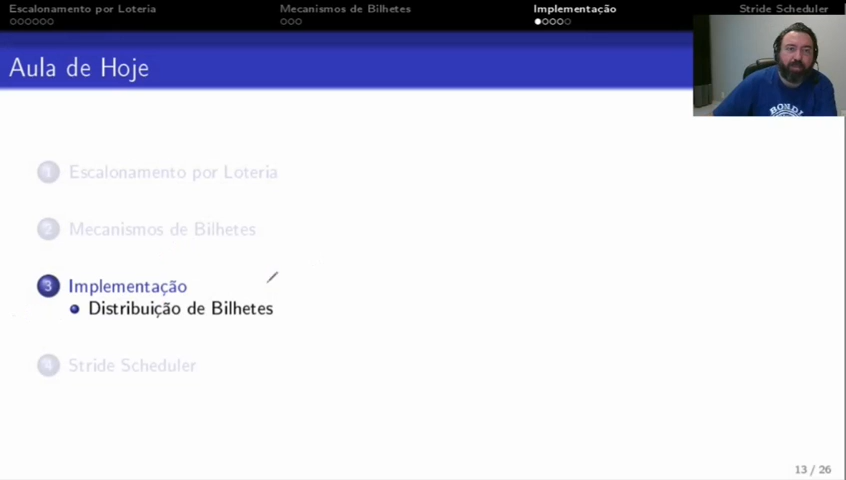 Escalonamento por Loteria Mecanismos de Bilhetes Implementação Stride Scheduler
Aula de Hoje
1 Escalonamento por Loteria
2 Mecanismos de Bilhetes
3 Implementação
Distribuição de Bilhetes
4 Stride Scheduler
13 / 26